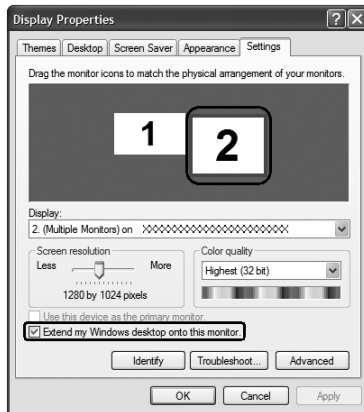 Display Properties
Themes Desktop Screen Saver Appearance Settings
Drag the monitor icons to match the physical arrangement of your monitors.
1 2
Display:
2. (Multiple Monitors) on XXXXXXXXXXXXXXXXXXXXXXX
Screen resolution Color quality
Less More Highest (32 bit)
1280 by 1024 pixels
Use this device as the primary monitor.
Extend my Windows desktop onto this monitor.
Identify Troubleshoot... Advanced
OK Cancel Apply